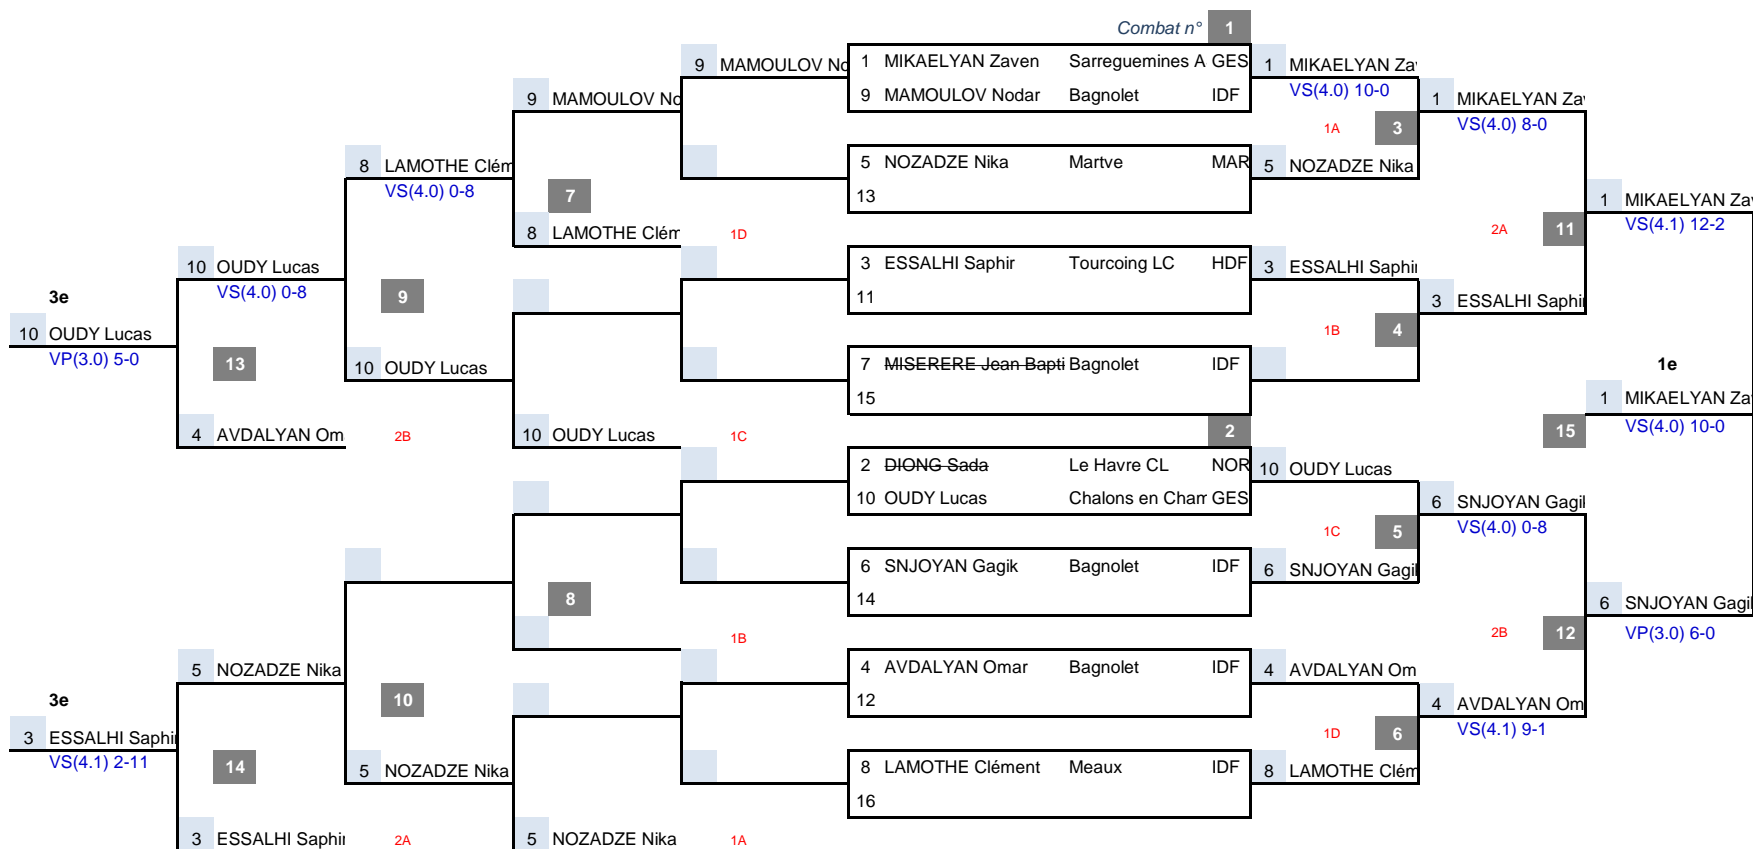 Combat n° 1
9 MAMOULOV No 1 MIKAELYAN Zaven Sarreguemines A GES 1 MIKAELYAN Za
9 MAMOULOV No 9 MAMOULOV Nodar Bagnolet IDF VS(4.0) 10-0 1 MIKAELYAN Za
1A 3 VS(4.0) 8-0
8 LAMOTHE Clém 5 NOZADZE Nika Martve MAR 5 NOZADZE Nika
VS(4.0) 0-8 7 13 1 MIKAELYAN Za
8 LAMOTHE Clém 1D 2A 11 VS(4.1) 12-2
10 OUDY Lucas 3 ESSALHI Saphir Tourcoing LC HDF 3 ESSALHI Saphir
3e VS(4.0) 0-8 9 11 3 ESSALHI Saphi
10 OUDY Lucas 1B 4
VP(3.0) 5-0 13 10 OUDY Lucas 7 MISERERE Jean Bapti Bagnolet IDF 1e
15 1 MIKAELYAN Za
4 AVDALYAN Om 2B 10 OUDY Lucas 1C 2 15 VS(4.0) 10-0
2 DIONG Sada Le Havre CL NOR 10 OUDY Lucas
10 OUDY Lucas Chalons en Cham GES 6 SNJOYAN Gagik
1C 5 VS(4.0) 0-8
6 SNJOYAN Gagik Bagnolet IDF 6 SNJOYAN Gagi
8 14 6 SNJOYAN Gagi
1B 2B 12 VP(3.0) 6-0
5 NOZADZE Nika 4 AVDALYAN Omar Bagnolet IDF 4 AVDALYAN Om
3e 10 12 4 AVDALYAN Om
3 ESSALHI Saphi 1D 6 VS(4.1) 9-1
VS(4.1) 2-11 14 5 NOZADZE Nika 8 LAMOTHE Clément Meaux IDF 8 LAMOTHE Clém
16
3 ESSALHI Saphir 2A 5 NOZADZE Nika 1A